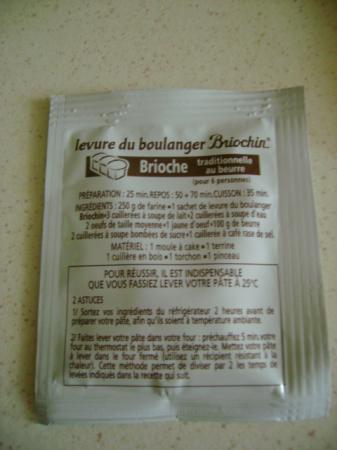 levure du boulanger Briochin
Brioche traditionnelle
au beurre
(pour 6 personnes)
PRÉPARATION : 25 min. REPOS : 50 + 70 min. CUISSON : 35 min.
INGRÉDIENTS : 250 g de farine • 1 sachet de levure du boulanger
Briochin • 3 cuillerées à soupe de lait • 2 cuillerées à soupe d'eau
2 oeufs de taille moyenne • 1 jaune d'oeuf • 100 g de beurre
2 cuillerées à soupe bombées de sucre • 1 cuillerée à café rase de sel.
MATÉRIEL : 1 moule à cake • 1 terrine
1 cuillère en bois • 1 torchon • 1 pinceau
POUR RÉUSSIR, IL EST INDISPENSABLE
QUE VOUS FASSIEZ LEVER VOTRE PÂTE À 25°C
2 ASTUCES
1/ Sortez vos ingrédients du réfrigérateur 2 heures avant de
préparer votre pâte, afin qu'ils soient à température ambiante.
2/ Faites lever votre pâte dans votre four : préchauffez 5 min. votre
four au thermostat le plus bas, puis éteignez-le. Mettez votre pâte
à lever dans le four fermé (utilisez un récipient résistant à la
chaleur). Cette méthode permet de diviser par 2 les temps de
levées indiqués dans la recette qui suit.